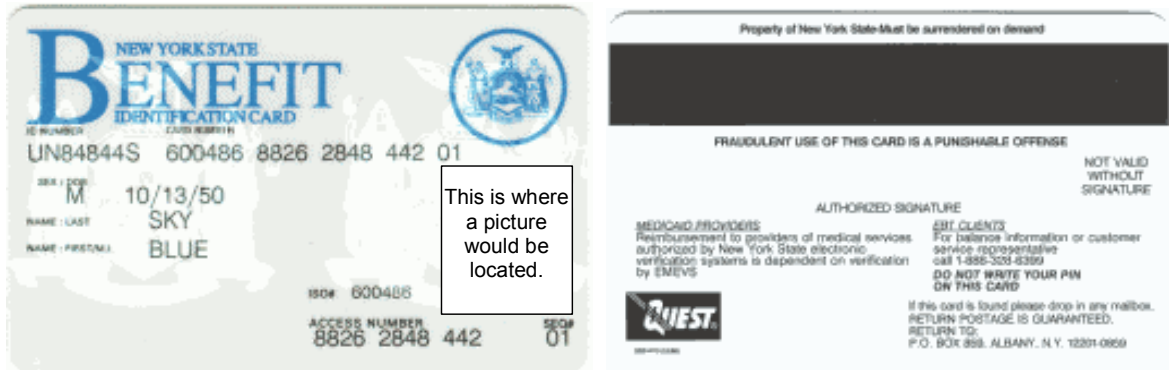 NEW YORK STATE
BENEFIT
IDENTIFICATION CARD
ID NUMBER CARD NUMBER
UN84844S 600486 8826 2848 442 01
SEX / DOB
M 10/13/50
NAME : LAST SKY
NAME : FIRST/M.I. BLUE
This is where
a picture
would be
located.
ISO# 600486
ACCESS NUMBER SEQ#
8826 2848 442 01
Property of New York State-Must be surrendered on demand
FRAUDULENT USE OF THIS CARD IS A PUNISHABLE OFFENSE
NOT VALID
WITHOUT
SIGNATURE
AUTHORIZED SIGNATURE
MEDICAID PROVIDERS
Reimbursement to providers of medical services
authorized by New York State electronic
verification systems is dependent on verification
by EMEVS
EBT CLIENTS
For balance information or customer
service representative
call 1-888-328-6399
DO NOT WRITE YOUR PIN
ON THIS CARD
QUEST
If this card is found please drop in any mailbox.
RETURN POSTAGE IS GUARANTEED.
RETURN TO:
P.O. BOX 859, ALBANY, N.Y. 12201-0859